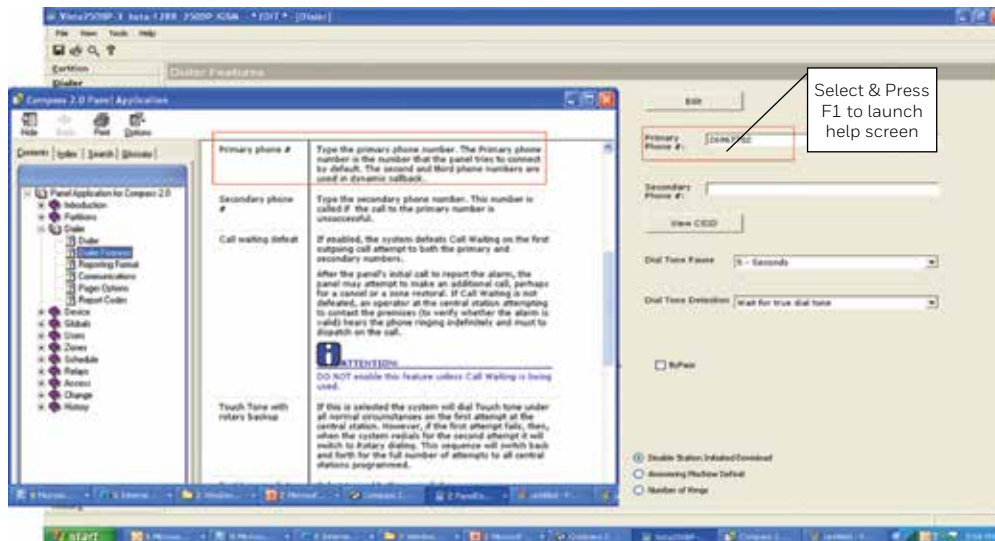 File View Tools Help
Partition
Dialer
Dialer Features
Compass 2.0 Panel Application
Hide Back Print Options
Contents Index Search Glossary
Panel Application for Compass 2.0
Introduction
Partitions
Dialer
Dialer
Dialer Features
Reporting Format
Communications
Pager Options
Report Codes
Device
Globals
Users
Zones
Schedule
Relays
Access
Change
History
Primary phone #
Type the primary phone number. The Primary phone
number is the number that the panel tries to connect
by default. The second and third phone numbers are
used in dynamic callback.
Secondary phone
#
Type the secondary phone number. This number is
called if the call to the primary number is
unsuccessful.
Call waiting defeat
If enabled, the system defeats Call Waiting on the first
outgoing call attempt to both the primary and
secondary numbers.
After the panel's initial call to report the alarm, the
panel may attempt to make an additional call, perhaps
for a cancel or a zone restoral. If Call Waiting is not
defeated, an operator at the central station attempting
to contact the premises (to verify whether the alarm is
valid) hears the phone ringing indefinitely and must to
dispatch on the call.
ATTENTION:
DO NOT enable this feature unless Call Waiting is being
used.
Touch Tone with
rotary backup
If this is selected the system will dial Touch tone under
all normal circumstances on the first attempt at the
central station. However, if the first attempt fails, then,
when the system redials for the second attempt it will
switch to Rotary dialing. This sequence will switch back
and forth for the full number of attempts to all central
stations programmed.
Edit
Select & Press
F1 to launch
help screen
Primary
Phone #:
Secondary
Phone #:
View CSID
Dial Tone Pause
5 - Seconds
Dial Tone Detection
Wait for true dial tone
ByPass
Disable Station Initiated Download
Answering Machine Defeat
Number of Rings
start